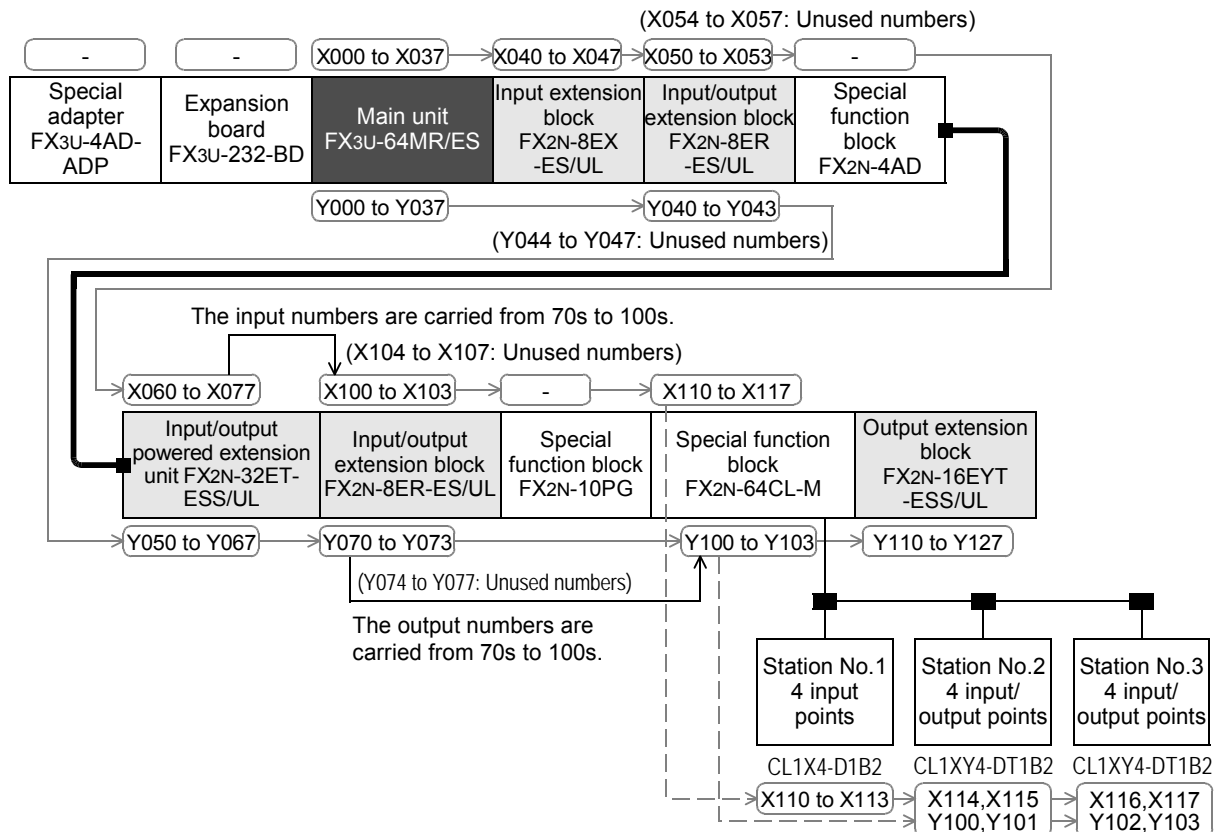 (X054 to X057: Unused numbers)
-
-
X000 to X037
X040 to X047
X050 to X053
-
Special
adapter
FX3U-4AD-
ADP
Expansion
board
FX3U-232-BD
Main unit
FX3U-64MR/ES
Input extension
block
FX2N-8EX
-ES/UL
Input/output
extension block
FX2N-8ER
-ES/UL
Special
function
block
FX2N-4AD
Y000 to Y037
Y040 to Y043
(Y044 to Y047: Unused numbers)
The input numbers are carried from 70s to 100s.
(X104 to X107: Unused numbers)
X060 to X077
X100 to X103
-
X110 to X117
Input/output
powered extension
unit FX2N-32ET-
ESS/UL
Input/output
extension block
FX2N-8ER-ES/UL
Special
function block
FX2N-10PG
Special function
block
FX2N-64CL-M
Output extension
block
FX2N-16EYT
-ESS/UL
Y050 to Y067
Y070 to Y073
Y100 to Y103
Y110 to Y127
(Y074 to Y077: Unused numbers)
The output numbers are
carried from 70s to 100s.
Station No.1
4 input
points
Station No.2
4 input/
output points
Station No.3
4 input/
output points
CL1X4-D1B2
CL1XY4-DT1B2
CL1XY4-DT1B2
X110 to X113
X114,X115
Y100,Y101
X116,X117
Y102,Y103